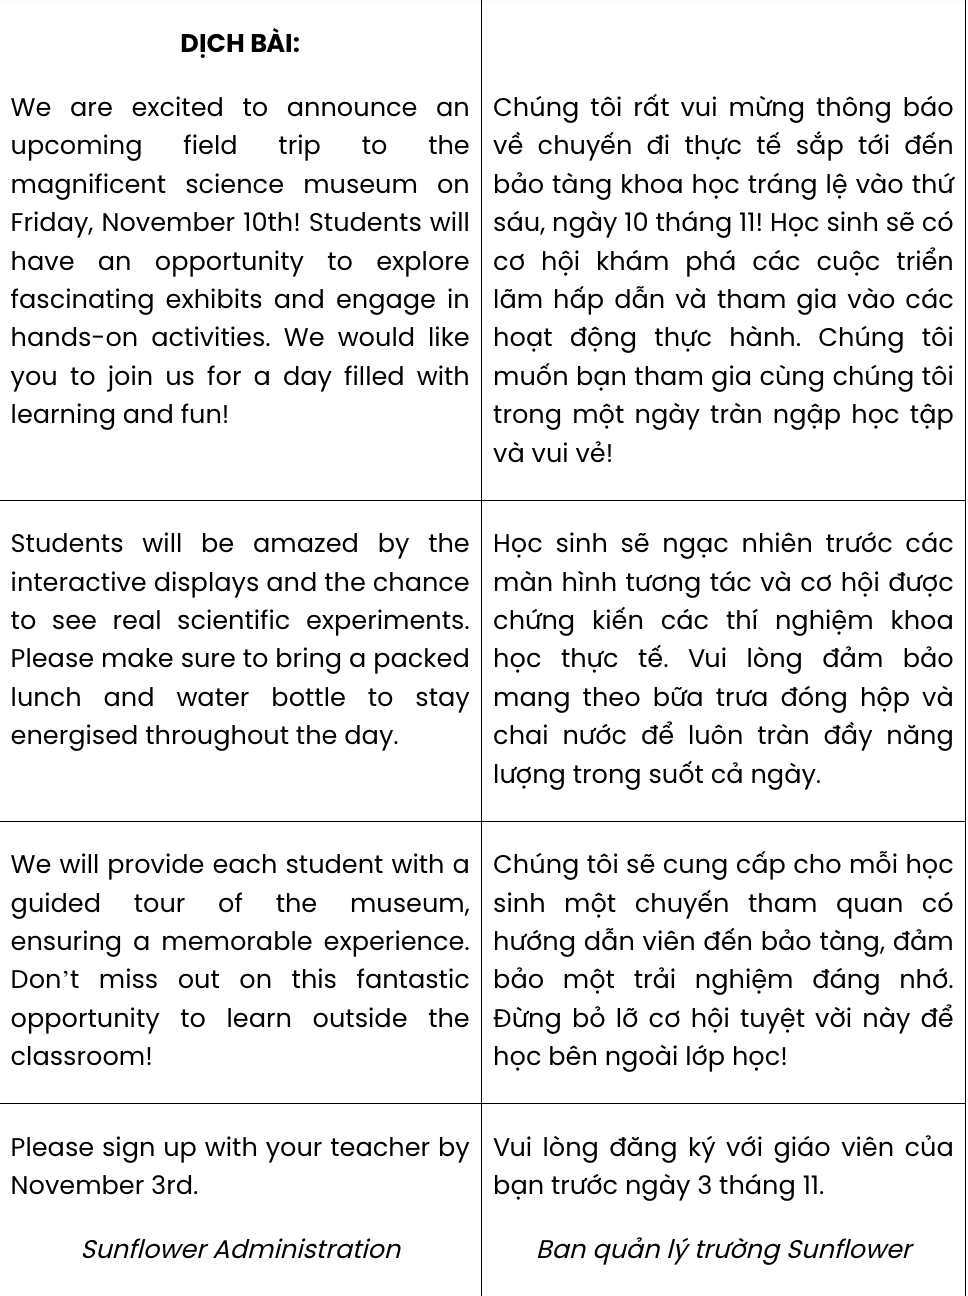 DỊCH BÀI:
We are excited to announce an
upcoming field trip to the
magnificent science museum on
Friday, November 10th! Students will
have an opportunity to explore
fascinating exhibits and engage in
hands-on activities. We would like
you to join us for a day filled with
learning and fun!
Chúng tôi rất vui mừng thông báo
về chuyến đi thực tế sắp tới đến
bảo tàng khoa học tráng lệ vào thứ
sáu, ngày 10 tháng 11! Học sinh sẽ có
cơ hội khám phá các cuộc triển
lãm hấp dẫn và tham gia vào các
hoạt động thực hành. Chúng tôi
muốn bạn tham gia cùng chúng tôi
trong một ngày tràn ngập học tập
và vui vẻ!
Students will be amazed by the
interactive displays and the chance
to see real scientific experiments.
Please make sure to bring a packed
lunch and water bottle to stay
energised throughout the day.
Học sinh sẽ ngạc nhiên trước các
màn hình tương tác và cơ hội được
chứng kiến các thí nghiệm khoa
học thực tế. Vui lòng đảm bảo
mang theo bữa trưa đóng hộp và
chai nước để luôn tràn đầy năng
lượng trong suốt cả ngày.
We will provide each student with a
guided tour of the museum,
ensuring a memorable experience.
Don’t miss out on this fantastic
opportunity to learn outside the
classroom!
Chúng tôi sẽ cung cấp cho mỗi học
sinh một chuyến tham quan có
hướng dẫn viên đến bảo tàng, đảm
bảo một trải nghiệm đáng nhớ.
Đừng bỏ lỡ cơ hội tuyệt vời này để
học bên ngoài lớp học!
Please sign up with your teacher by
November 3rd.
Sunflower Administration
Vui lòng đăng ký với giáo viên của
bạn trước ngày 3 tháng 11.
Ban quản lý trường Sunflower